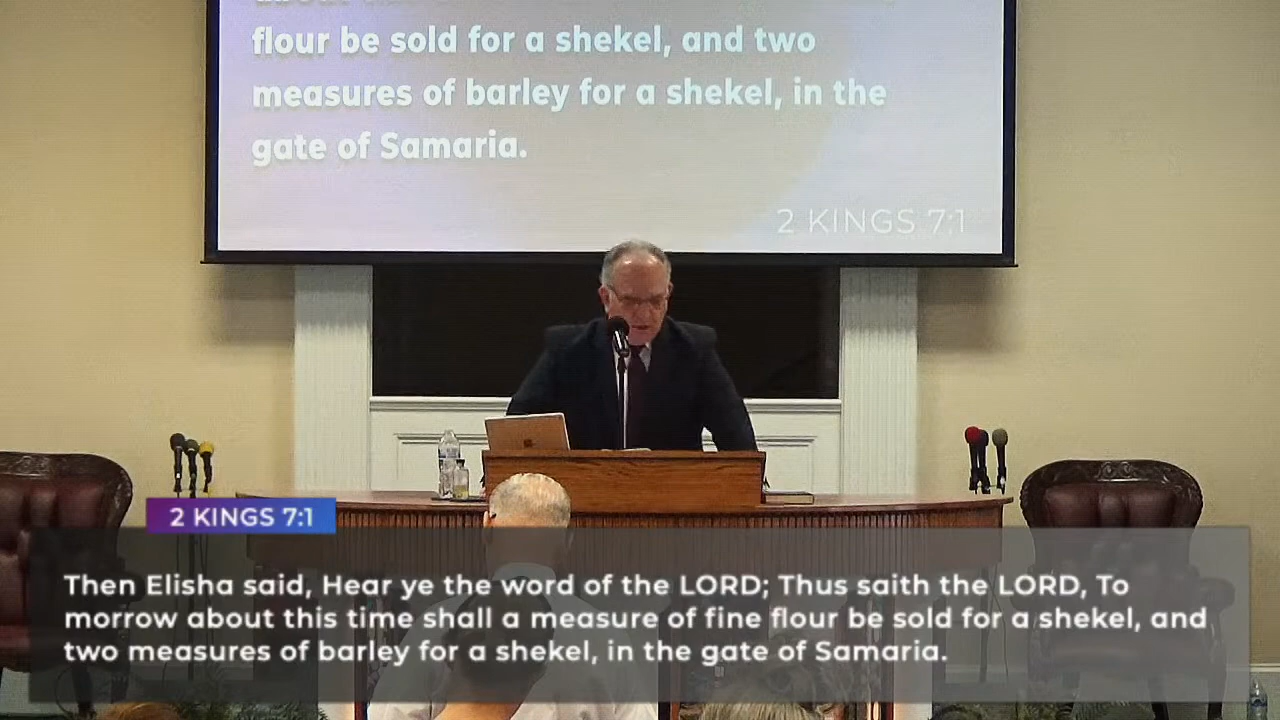 flour be sold for a shekel, and two
measures of barley for a shekel, in the
gate of Samaria.
2 KINGS 7:1
2 KINGS 7:1
Then Elisha said, Hear ye the word of the LORD; Thus saith the LORD, To
morrow about this time shall a measure of fine flour be sold for a shekel, and
two measures of barley for a shekel, in the gate of Samaria.